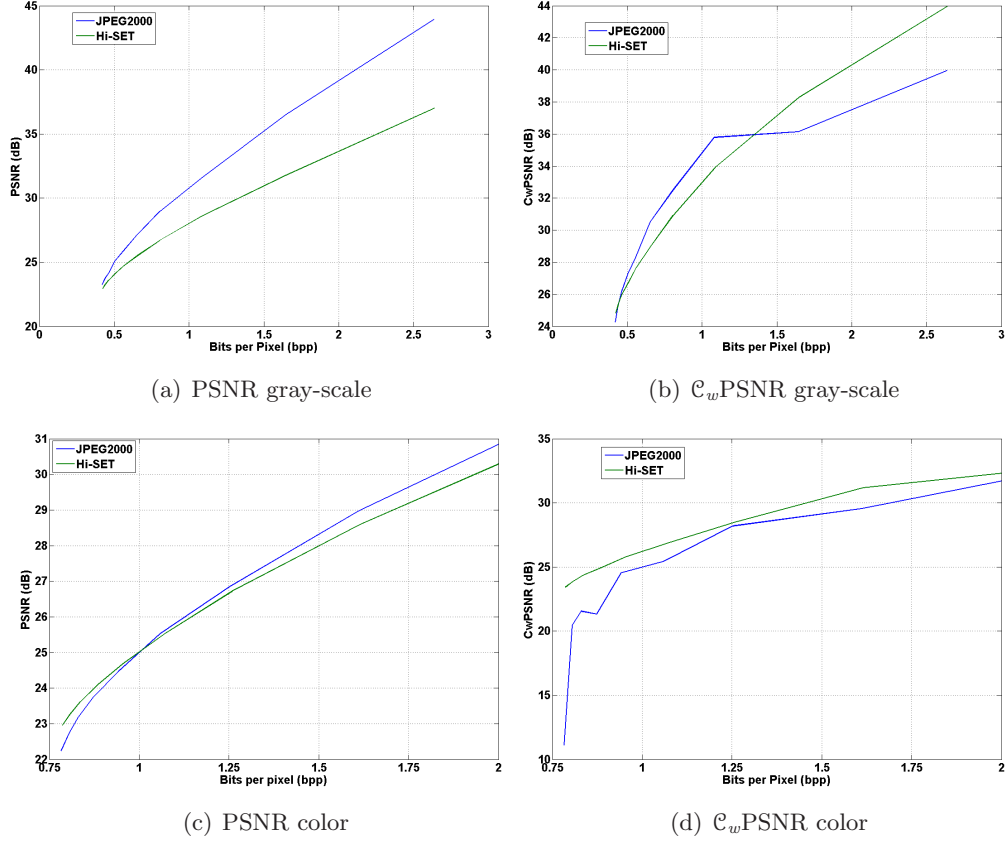 45
40
35
30
25
20
PSNR (dB)
JPEG2000
Hi-SET
0 0.5 1 1.5 2 2.5 3
Bits per Pixel (bpp)
(a) PSNR gray-scale
44
42
40
38
36
34
32
30
28
26
24
CwPSNR (dB)
JPEG2000
Hi-SET
0 0.5 1 1.5 2 2.5 3
Bits per Pixel (bpp)
(b) 𝒞wPSNR gray-scale
31
30
29
28
27
26
25
24
23
22
PSNR (dB)
JPEG2000
Hi-SET
0.75 1 1.25 1.5 1.75 2
Bits per pixel (bpp)
(c) PSNR color
35
30
25
20
15
10
CwPSNR (dB)
JPEG2000
Hi-SET
0.75 1 1.25 1.5 1.75 2
Bits per Pixel (bpp)
(d) 𝒞wPSNR color